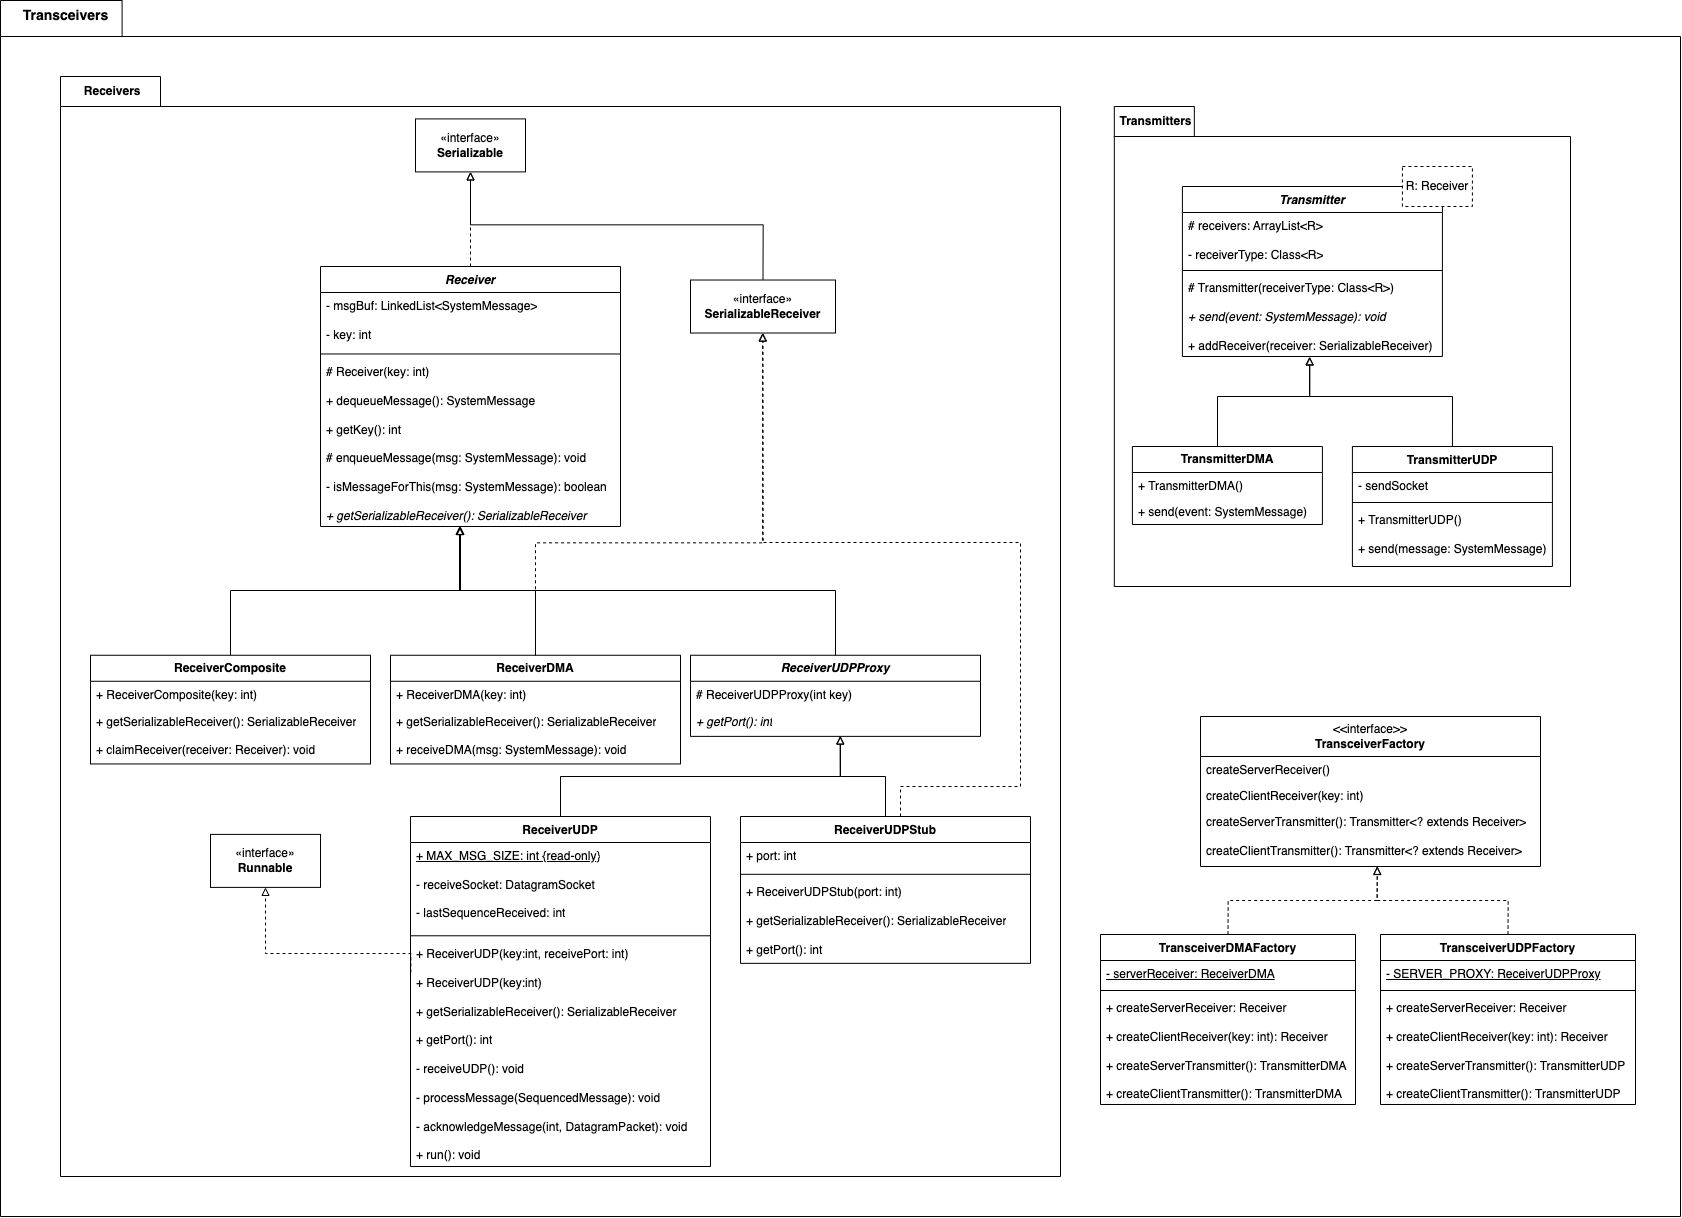 Transceivers
Receivers
«interface»
Serializable
Receiver
- msgBuf: LinkedList<SystemMessage>
- key: int
# Receiver(key: int)
+ dequeueMessage(): SystemMessage
+ getKey(): int
# enqueueMessage(msg: SystemMessage): void
- isMessageForThis(msg: SystemMessage): boolean
+ getSerializableReceiver(): SerializableReceiver
«interface»
SerializableReceiver
ReceiverComposite
+ ReceiverComposite(key: int)
+ getSerializableReceiver(): SerializableReceiver
+ claimReceiver(receiver: Receiver): void
ReceiverDMA
+ ReceiverDMA(key: int)
+ getSerializableReceiver(): SerializableReceiver
+ receiveDMA(msg: SystemMessage): void
ReceiverUDPProxy
# ReceiverUDPProxy(int key)
+ getPort(): int
«interface»
Runnable
ReceiverUDP
+ MAX_MSG_SIZE: int {read-only}
- receiveSocket: DatagramSocket
- lastSequenceReceived: int
+ ReceiverUDP(key:int, receivePort: int)
+ ReceiverUDP(key:int)
+ getSerializableReceiver(): SerializableReceiver
+ getPort(): int
- receiveUDP(): void
- processMessage(SequencedMessage): void
- acknowledgeMessage(int, DatagramPacket): void
+ run(): void
ReceiverUDPStub
+ port: int
+ ReceiverUDPStub(port: int)
+ getSerializableReceiver(): SerializableReceiver
+ getPort(): int
Transmitters
R: Receiver
Transmitter
# receivers: ArrayList<R>
- receiverType: Class<R>
# Transmitter(receiverType: Class<R>)
+ send(event: SystemMessage): void
+ addReceiver(receiver: SerializableReceiver)
TransmitterDMA
+ TransmitterDMA()
+ send(event: SystemMessage)
TransmitterUDP
- sendSocket
+ TransmitterUDP()
+ send(message: SystemMessage)
<<interface>>
TransceiverFactory
createServerReceiver()
createClientReceiver(key: int)
createServerTransmitter(): Transmitter<? extends Receiver>
createClientTransmitter(): Transmitter<? extends Receiver>
TransceiverDMAFactory
- serverReceiver: ReceiverDMA
+ createServerReceiver: Receiver
+ createClientReceiver(key: int): Receiver
+ createServerTransmitter(): TransmitterDMA
+ createClientTransmitter(): TransmitterDMA
TransceiverUDPFactory
- SERVER_PROXY: ReceiverUDPProxy
+ createServerReceiver: Receiver
+ createClientReceiver(key: int): Receiver
+ createServerTransmitter(): TransmitterUDP
+ createClientTransmitter(): TransmitterUDP